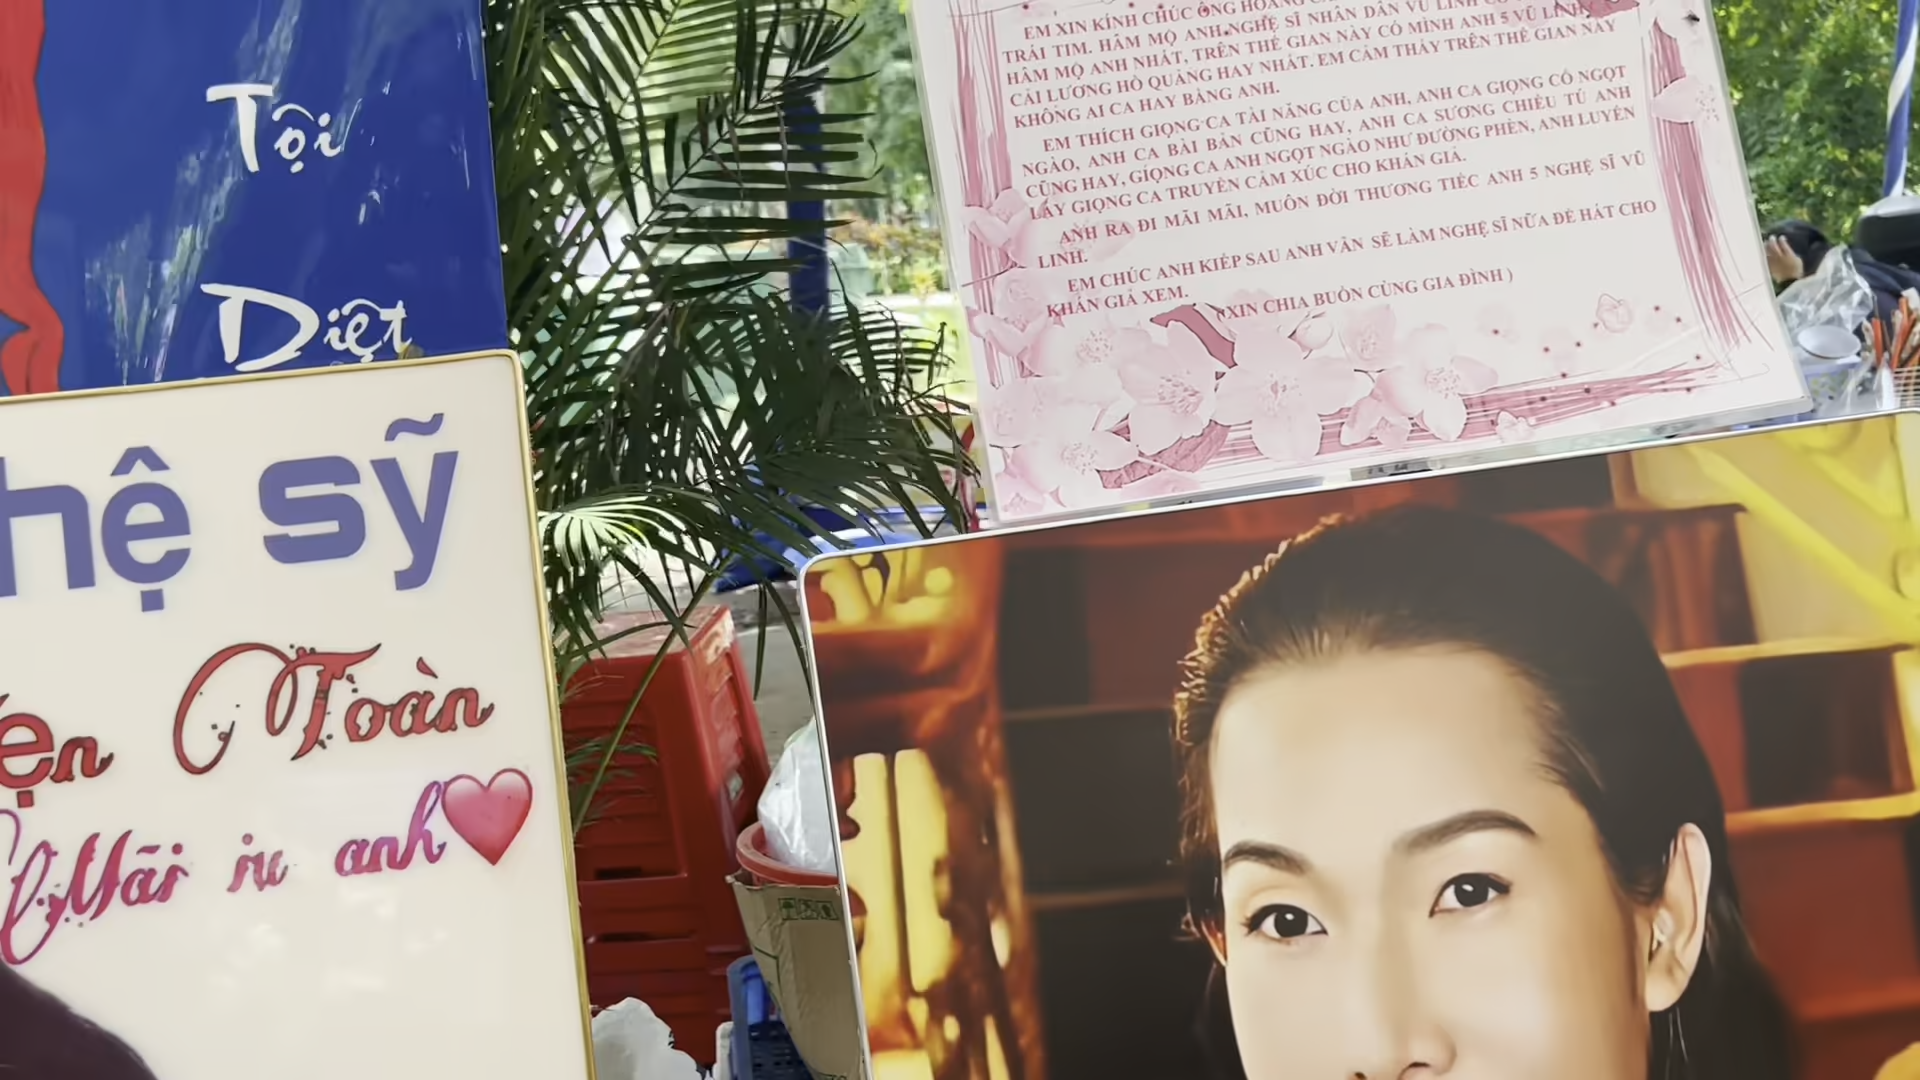 Tội
Diệt
hệ sỹ
ẹn Toàn
Mãi iu anh
EM XIN KÍNH CHÚC ÔNG HOÀNG
TRÁI TIM. HÂM MỘ ANH NGHỆ SĨ NHÂN DÂN VŨ LINH
HÂM MỘ ANH NHẤT, TRÊN THẾ GIAN NÀY CÓ MÌNH ANH 5 VŨ LINH
CẢI LƯƠNG HỒ QUẢNG HAY NHẤT. EM CẢM THẤY TRÊN THẾ GIAN NÀY
KHÔNG AI CA HAY BẰNG ANH.
EM THÍCH GIỌNG CA TÀI NĂNG CỦA ANH, ANH CA GIỌNG CỔ NGỌT
NGÀO, ANH CA BÀI BẢN CŨNG HAY, ANH CA SƯƠNG CHIỀU TÚ ANH
CŨNG HAY, GIỌNG CA ANH NGỌT NGÀO NHƯ ĐƯỜNG PHÈN, ANH LUYẾN
LÁY GIỌNG CA TRUYỀN CẢM XÚC CHO KHÁN GIẢ.
ANH RA ĐI MÃI MÃI, MUÔN ĐỜI THƯƠNG TIẾC ANH 5 NGHỆ SĨ VŨ
LINH.
EM CHÚC ANH KIẾP SAU ANH VẪN SẼ LÀM NGHỆ SĨ NỮA ĐỂ HÁT CHO
KHÁN GIẢ XEM.
(XIN CHIA BUỒN CÙNG GIA ĐÌNH )